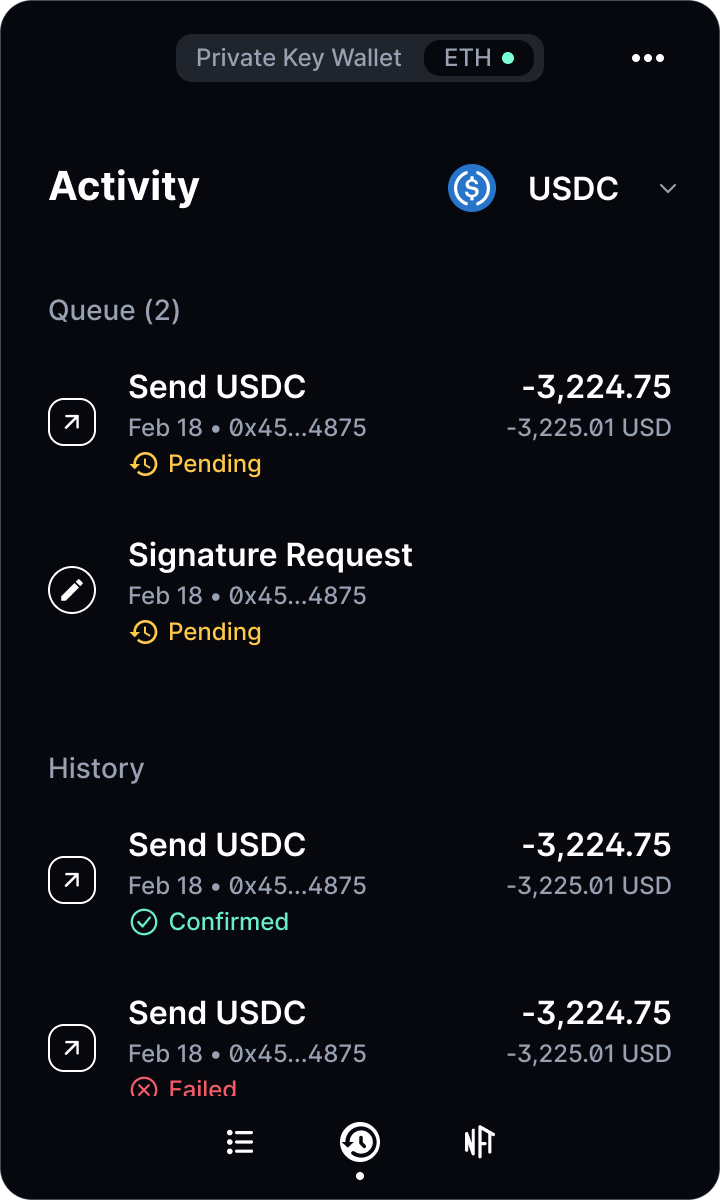 Private Key Wallet ETH
Activity USDC
Queue (2)
Send USDC -3,224.75
Feb 18 • 0x45...4875 -3,225.01 USD
Pending
Signature Request
Feb 18 • 0x45...4875
Pending
History
Send USDC -3,224.75
Feb 18 • 0x45...4875 -3,225.01 USD
Confirmed
Send USDC -3,224.75
Feb 18 • 0x45...4875 -3,225.01 USD
Failed
NFT